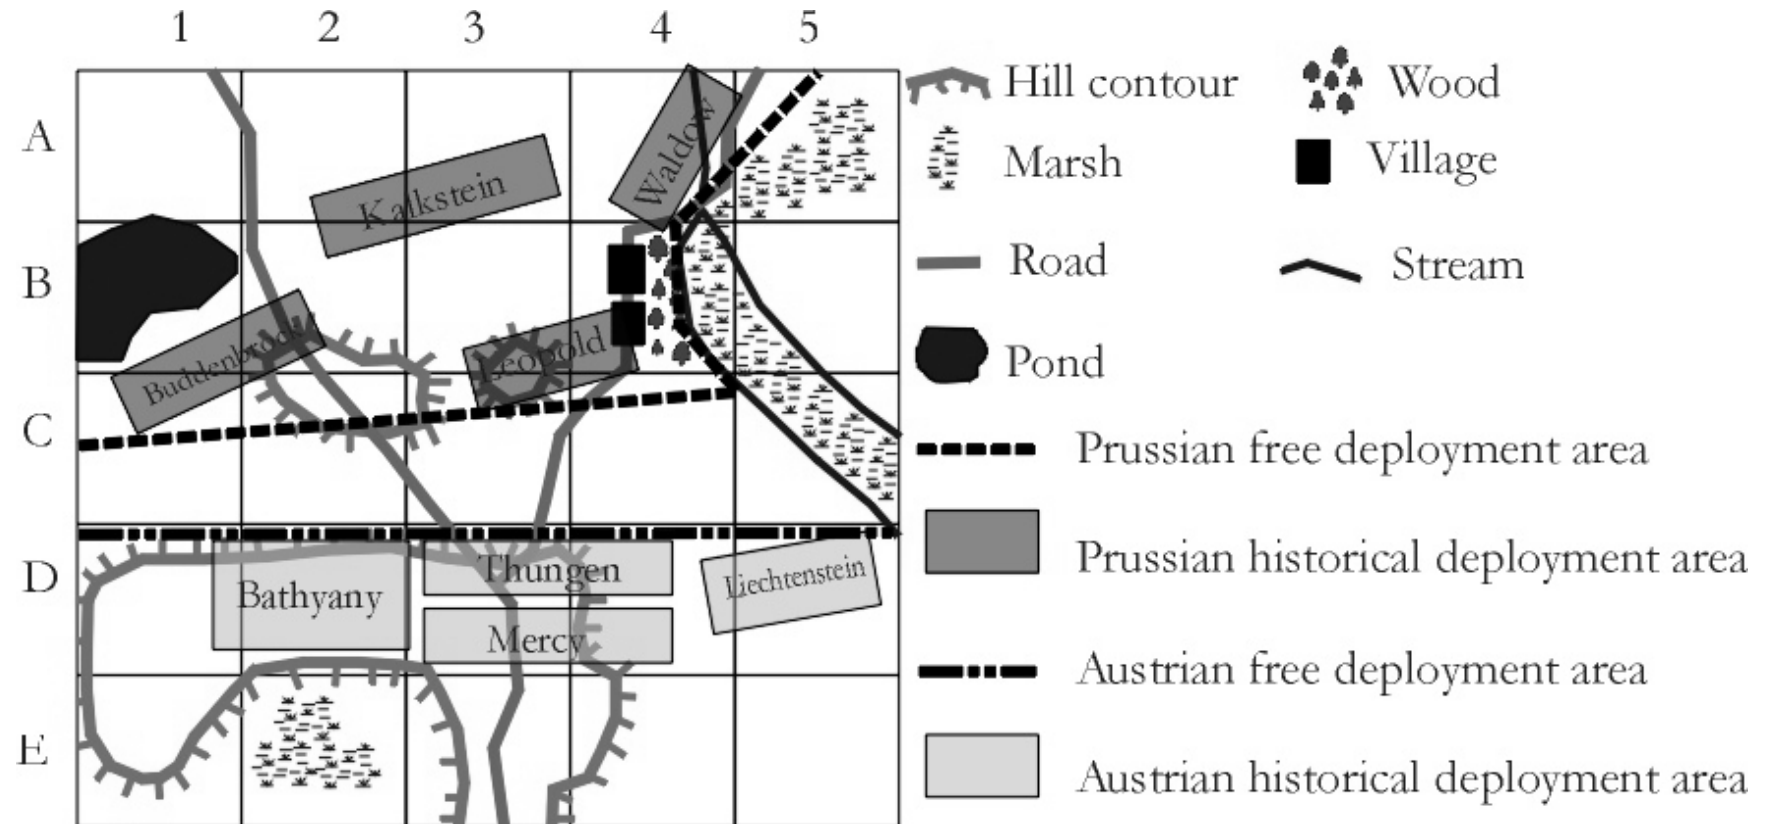 1 2 3 4 5
A
B
C
D
E
Waldow
Kalkstein
Buddenbrock
Leopold
Thungen
Bathyany
Liechtenstein
Mercy
Hill contour
Wood
Marsh
Village
Road
Stream
Pond
Prussian free deployment area
Prussian historical deployment area
Austrian free deployment area
Austrian historical deployment area